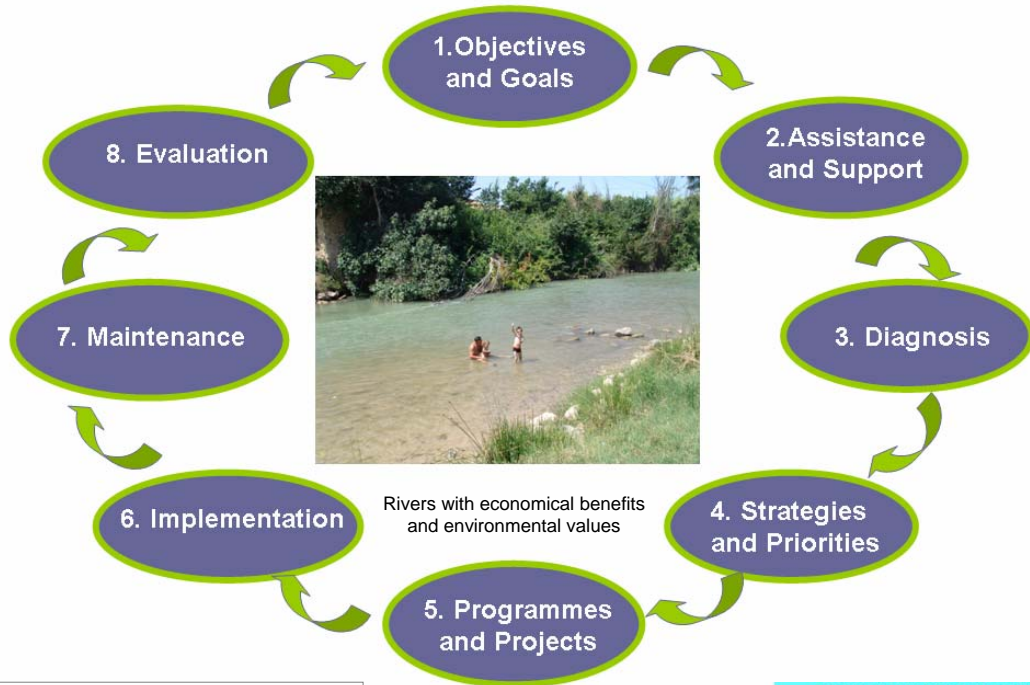 1.Objectives
and Goals
2.Assistance
and Support
3. Diagnosis
4. Strategies
and Priorities
5. Programmes
and Projects
6. Implementation
7. Maintenance
8. Evaluation
Rivers with economical benefits
and environmental values